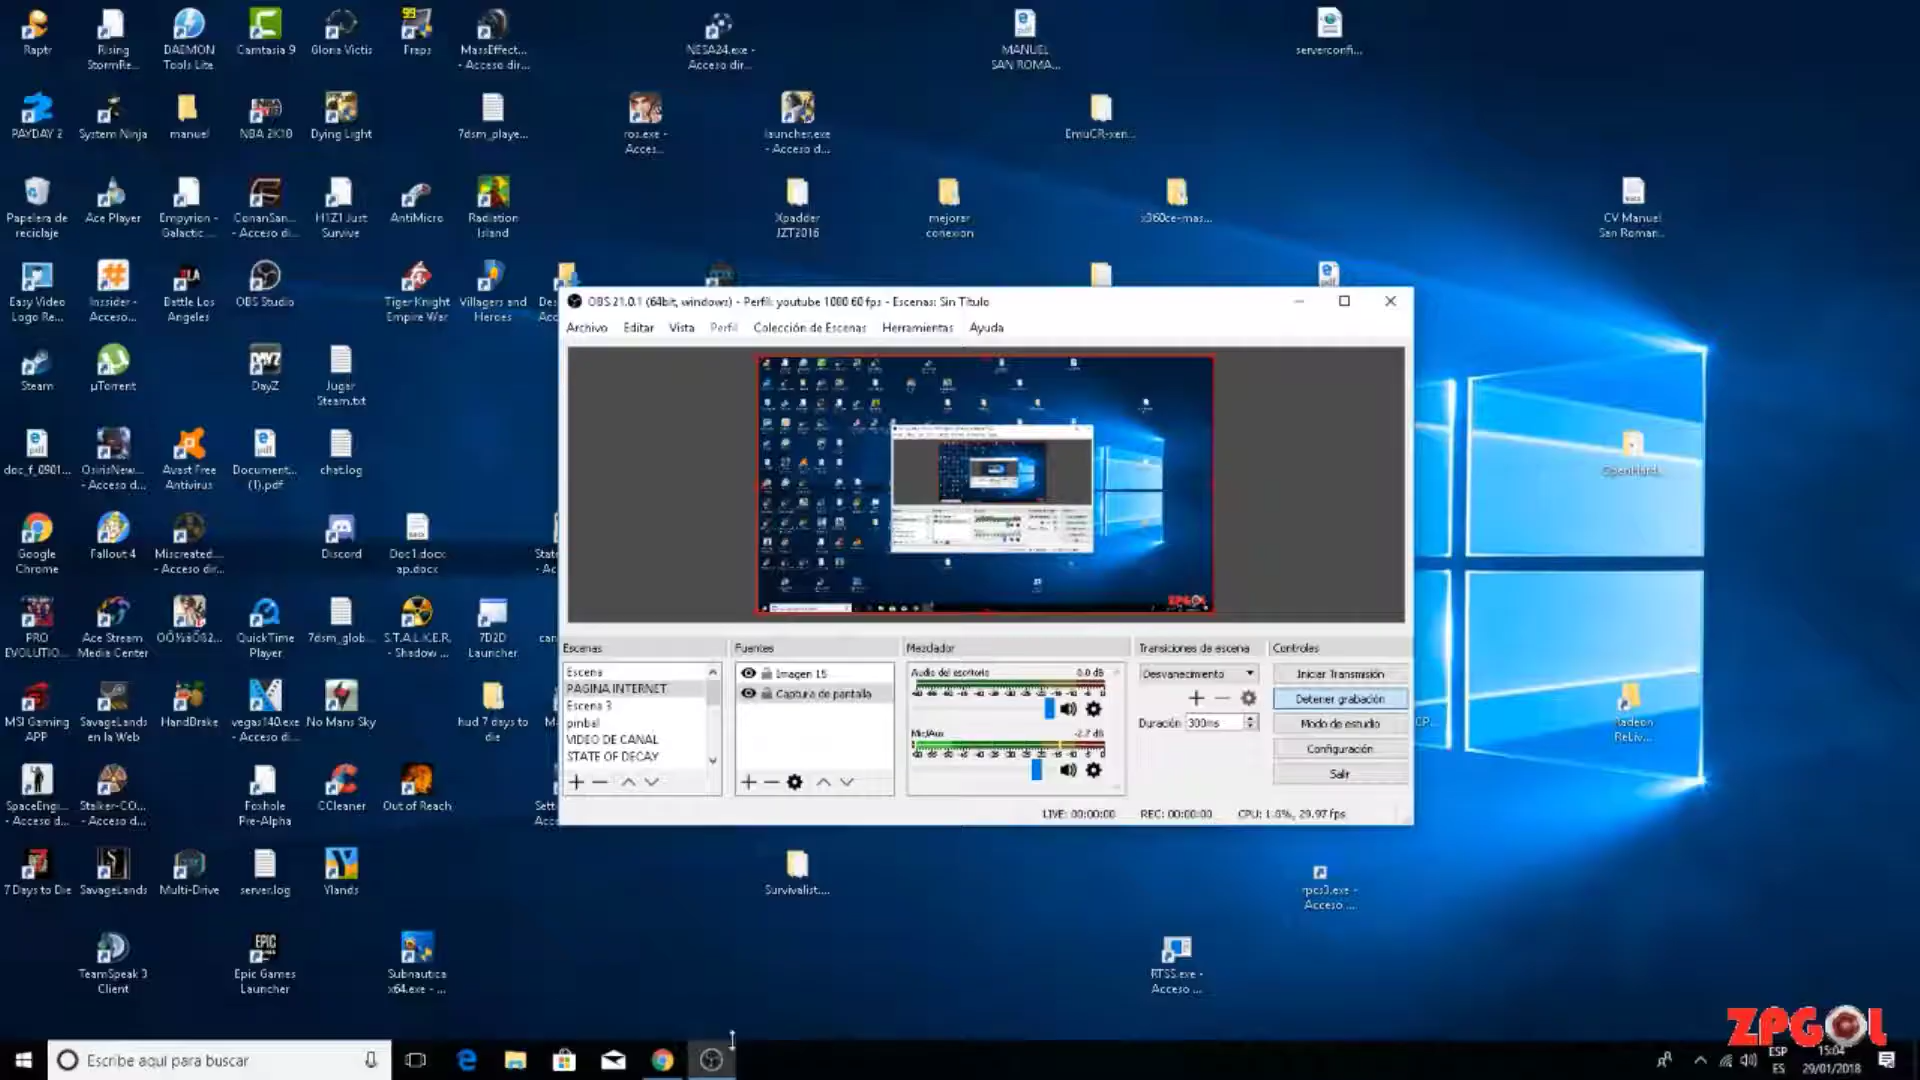 Raptr
Rising
StormRe...
DAEMON
Tools Lite
Camtasia 9
Gloria Victis
99
Fraps
MassEffect...
- Acceso dir...
NESA24.exe -
Acceso dir...
MANUEL
SAN ROMA...
serverconfi...
PAYDAY 2
System Ninja
manuel
NBA 2K18
Dying Light
7dsm_playe...
ros.exe -
Acces...
launcher.exe
- Acceso d...
EmuCR-xen...
Papelera de
reciclaje
Ace Player
Empyrion -
Galactic ...
ConanSan...
- Acceso di...
H1Z1 Just
Survive
AntiMicro
Radiation
Island
Xpadder
JZT2016
mejorar
conexion
x360ce-mas...
CV Manuel
San Roman...
Easy Video
Logo Re...
Inssider -
Acceso...
Battle Los
Angeles
OBS Studio
Tiger Knight
Empire War
Villagers and
Heroes
OBS 21.0.1 (64bit, windows) - Perfil: youtube 1080 60 fps - Escenas: Sin Título
Archivo Editar Vista Perfil Colección de Escenas Herramientas Ayuda
Steam
µTorrent
DAYZ
DayZ
Jugar
Steam.txt
doc_f_0901...
OsirisNew...
- Acceso d...
Avast Free
Antivirus
Document...
(1).pdf
chat.log
Google
Chrome
Fallout 4
Miscreated...
- Acceso dir...
Discord
Doc1.docx
ap.docx
PRO
EVOLUTIO...
Ace Stream
Media Center
QuickTime
Player
7dsm_glob...
S.T.A.L.K.E.R.
- Shadow ...
7D2D
Launcher
Escenas
Fuentes
Mezclador
Transiciones de escena
Controles
Escena
PAGINA INTERNET
Escena 3
pinbal
VIDEO DE CANAL
STATE OF DECAY
Imagen 15
Captura de pantalla
Audio del escritorio 0.0 dB
Mic/Aux -2.7 dB
Desvanecimiento
Duración 300ms
Iniciar Transmisión
Detener grabación
Modo de estudio
Configuración
Salir
LIVE: 00:00:00 REC: 00:00:00 CPU: 1.8%, 29.97 fps
MSI Gaming
APP
SavageLands
en la Web
HandBrake
vegas140.exe
- Acceso di...
No Mans Sky
hud 7 days to
die
Radeon
ReLiv...
SpaceEngi...
- Acceso d...
Stalker-CO...
- Acceso d...
Foxhole
Pre-Alpha
CCleaner
Out of Reach
7 Days to Die
SavageLands
Multi-Drive
server.log
Ylands
Survivalist....
rpcs3.exe -
Acceso ...
TeamSpeak 3
Client
EPIC
GAMES
Epic Games
Launcher
Subnautica
x64.exe - ...
RTSS.exe -
Acceso ...
ZPGOL
Escribe aquí para buscar
ESP
ES
15:04
29/01/2018